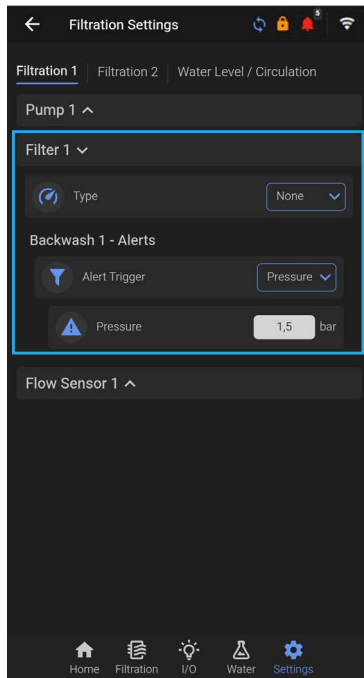 Filtration Settings
5
Filtration 1 Filtration 2 Water Level / Circulation
Pump 1
Filter 1
Type None
Backwash 1 - Alerts
Alert Trigger Pressure
Pressure 1,5 bar
Flow Sensor 1
Home Filtration I/O Water Settings